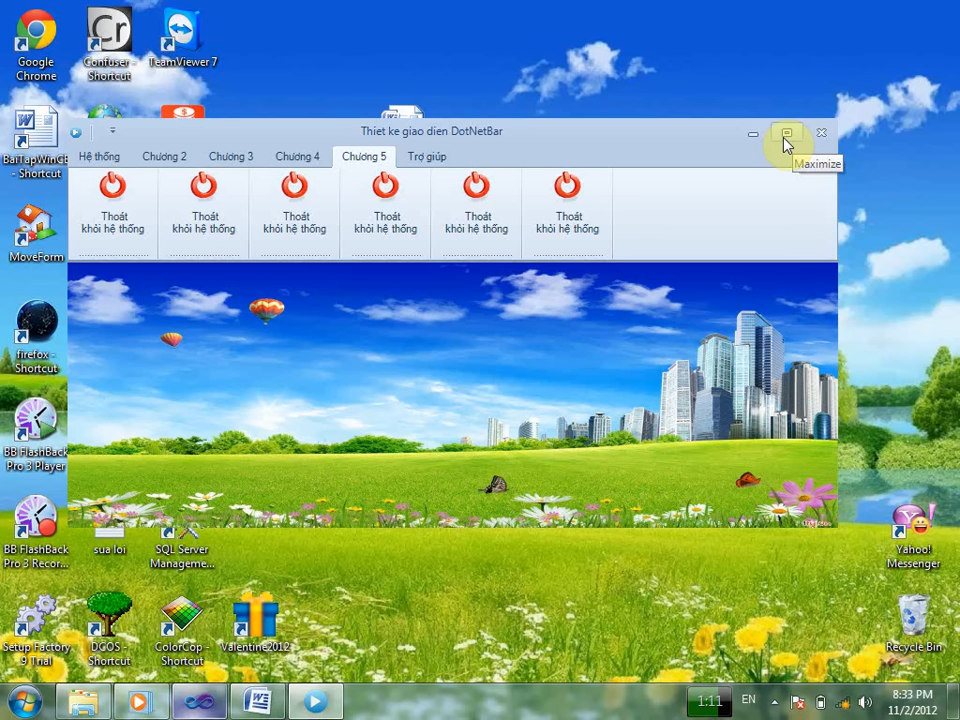 Google
Chrome
Cr
Confuser -
Shortcut
TeamViewer 7
BaiTapWinCB
- Shortcut
MoveForm
firefox -
Shortcut
BB FlashBack
Pro 3 Player
BB FlashBack
Pro 3 Recor...
sua loi
SQL Server
Manageme...
Setup Factory
9 Trial
DCOS -
Shortcut
ColorCop -
Shortcut
Valentine2012
Thiet ke giao dien DotNetBar
Maximize
Hệ thống
Chương 2
Chương 3
Chương 4
Chương 5
Trợ giúp
Thoát
khỏi hệ thống
Thoát
khỏi hệ thống
Thoát
khỏi hệ thống
Thoát
khỏi hệ thống
Thoát
khỏi hệ thống
Thoát
khỏi hệ thống
Yahoo!
Messenger
Recycle Bin
1:11
EN
8:33 PM
11/2/2012